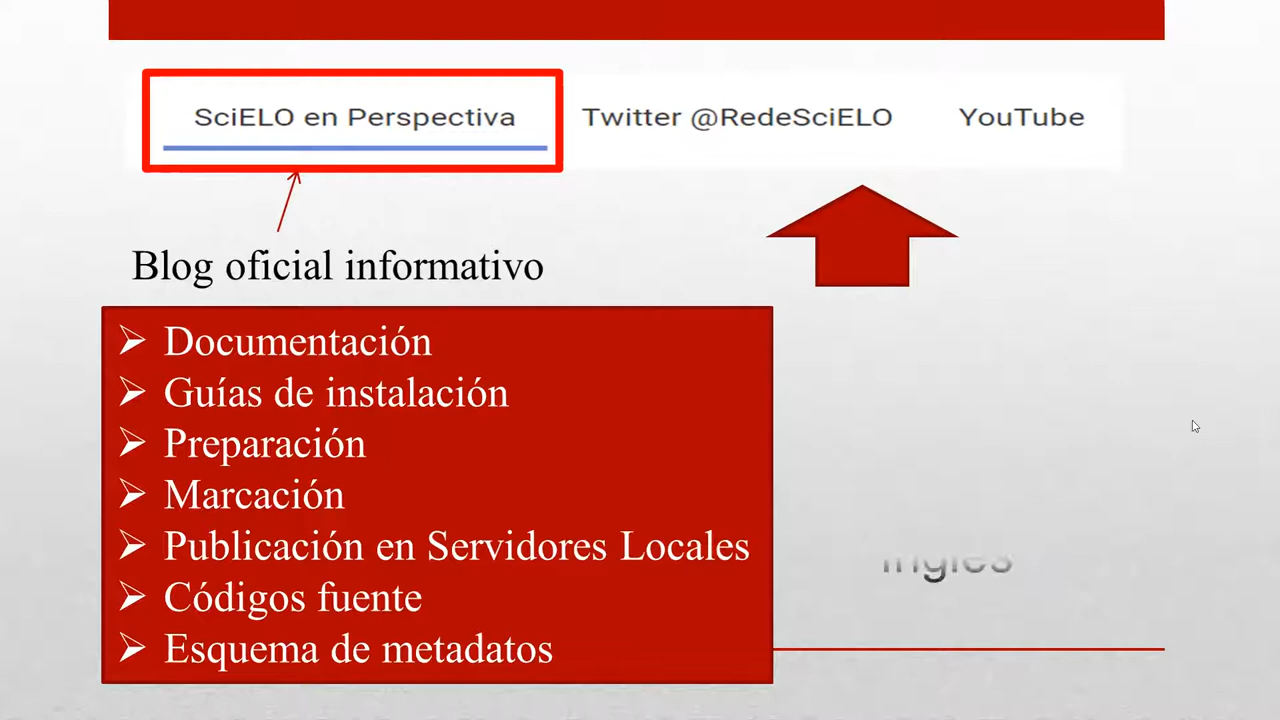 SciELO en Perspectiva Twitter @RedeSciELO YouTube
Blog oficial informativo
Documentación
Guías de instalación
Preparación
Marcación
Publicación en Servidores Locales
Códigos fuente
Esquema de metadatos